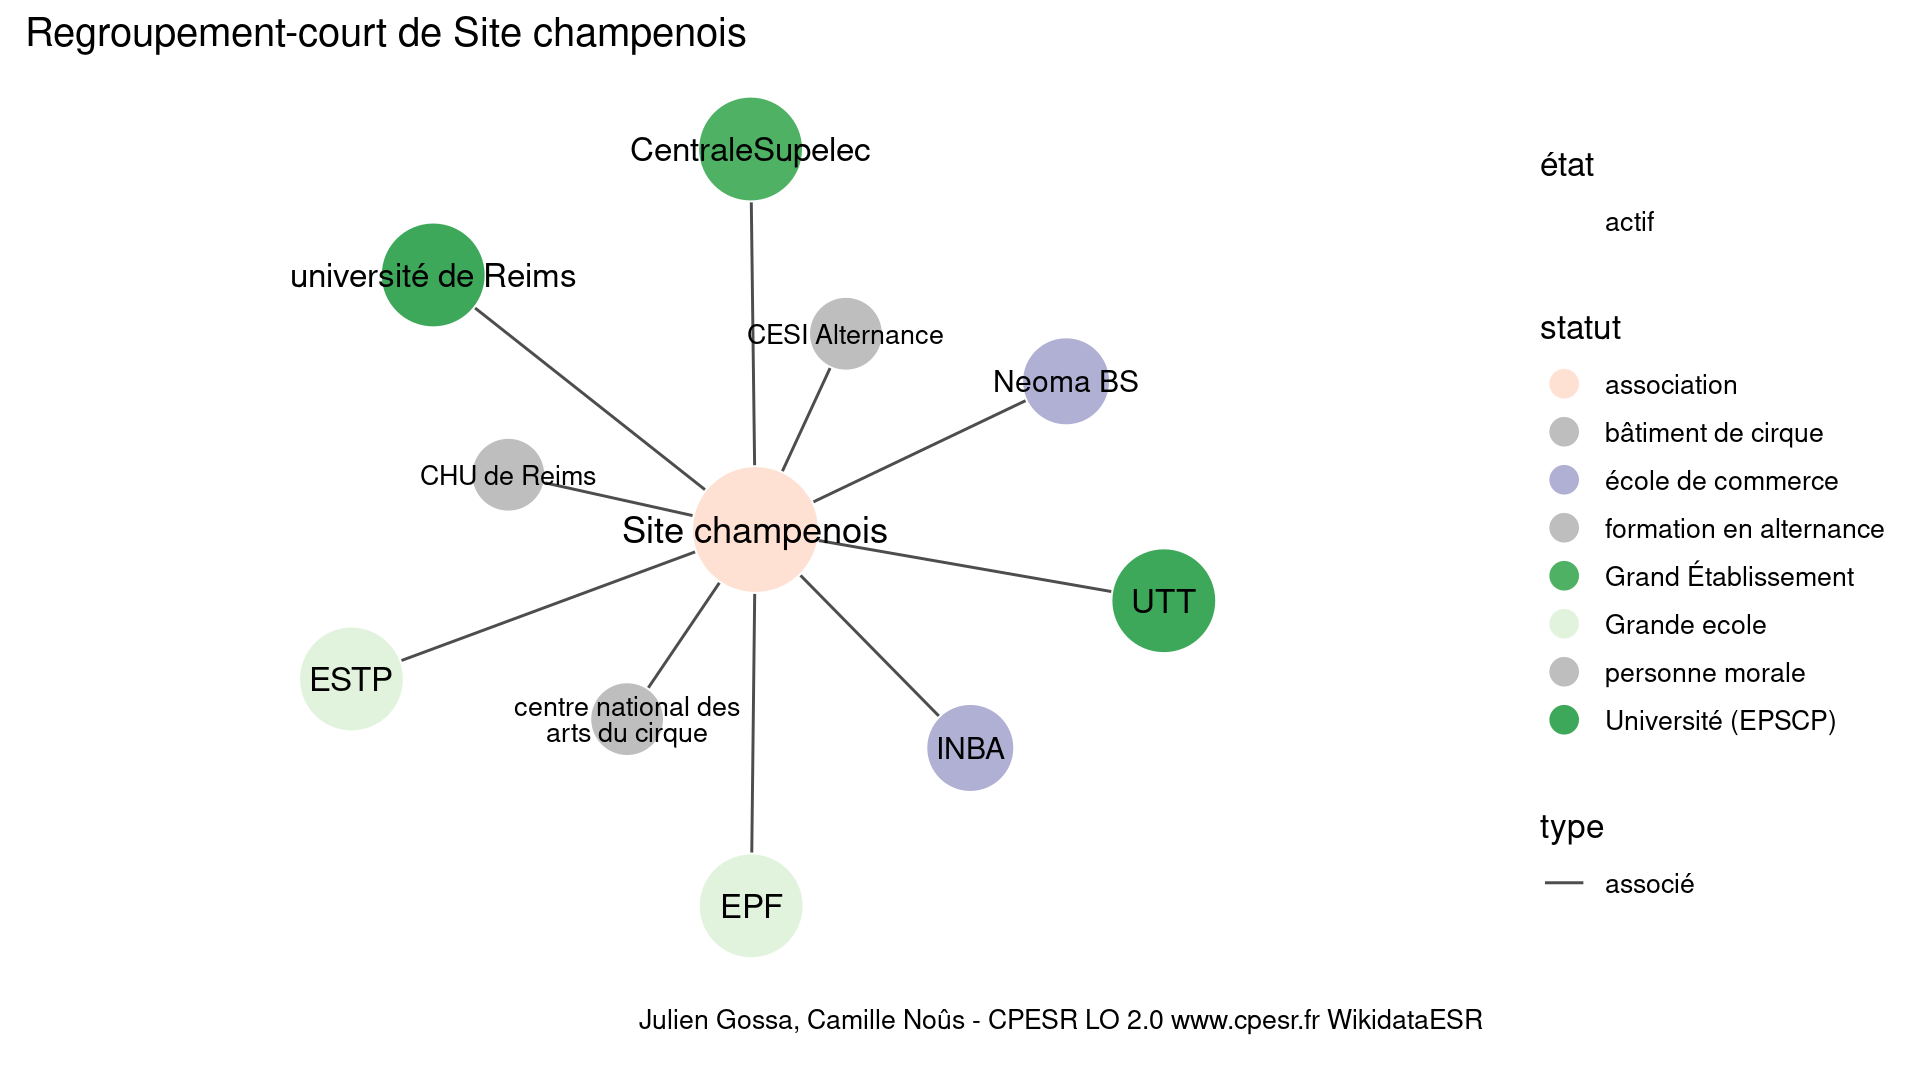 Regroupement-court de Site champenois
CentraleSupelec
université de Reims
CESI Alternance
Neoma BS
CHU de Reims
Site champenois
UTT
ESTP
centre national des
arts du cirque
INBA
EPF
état
actif
statut
association
bâtiment de cirque
école de commerce
formation en alternance
Grand Établissement
Grande ecole
personne morale
Université (EPSCP)
type
associé
Julien Gossa, Camille Noûs - CPESR LO 2.0 www.cpesr.fr WikidataESR